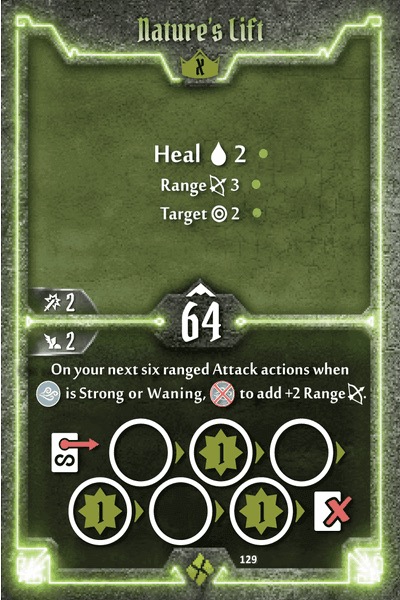 Nature's Lift
X
Heal 2
Range 3
Target 2
2
64
2
On your next six ranged Attack actions when
is Strong or Waning, to add +2 Range.
S
1
1
1
129